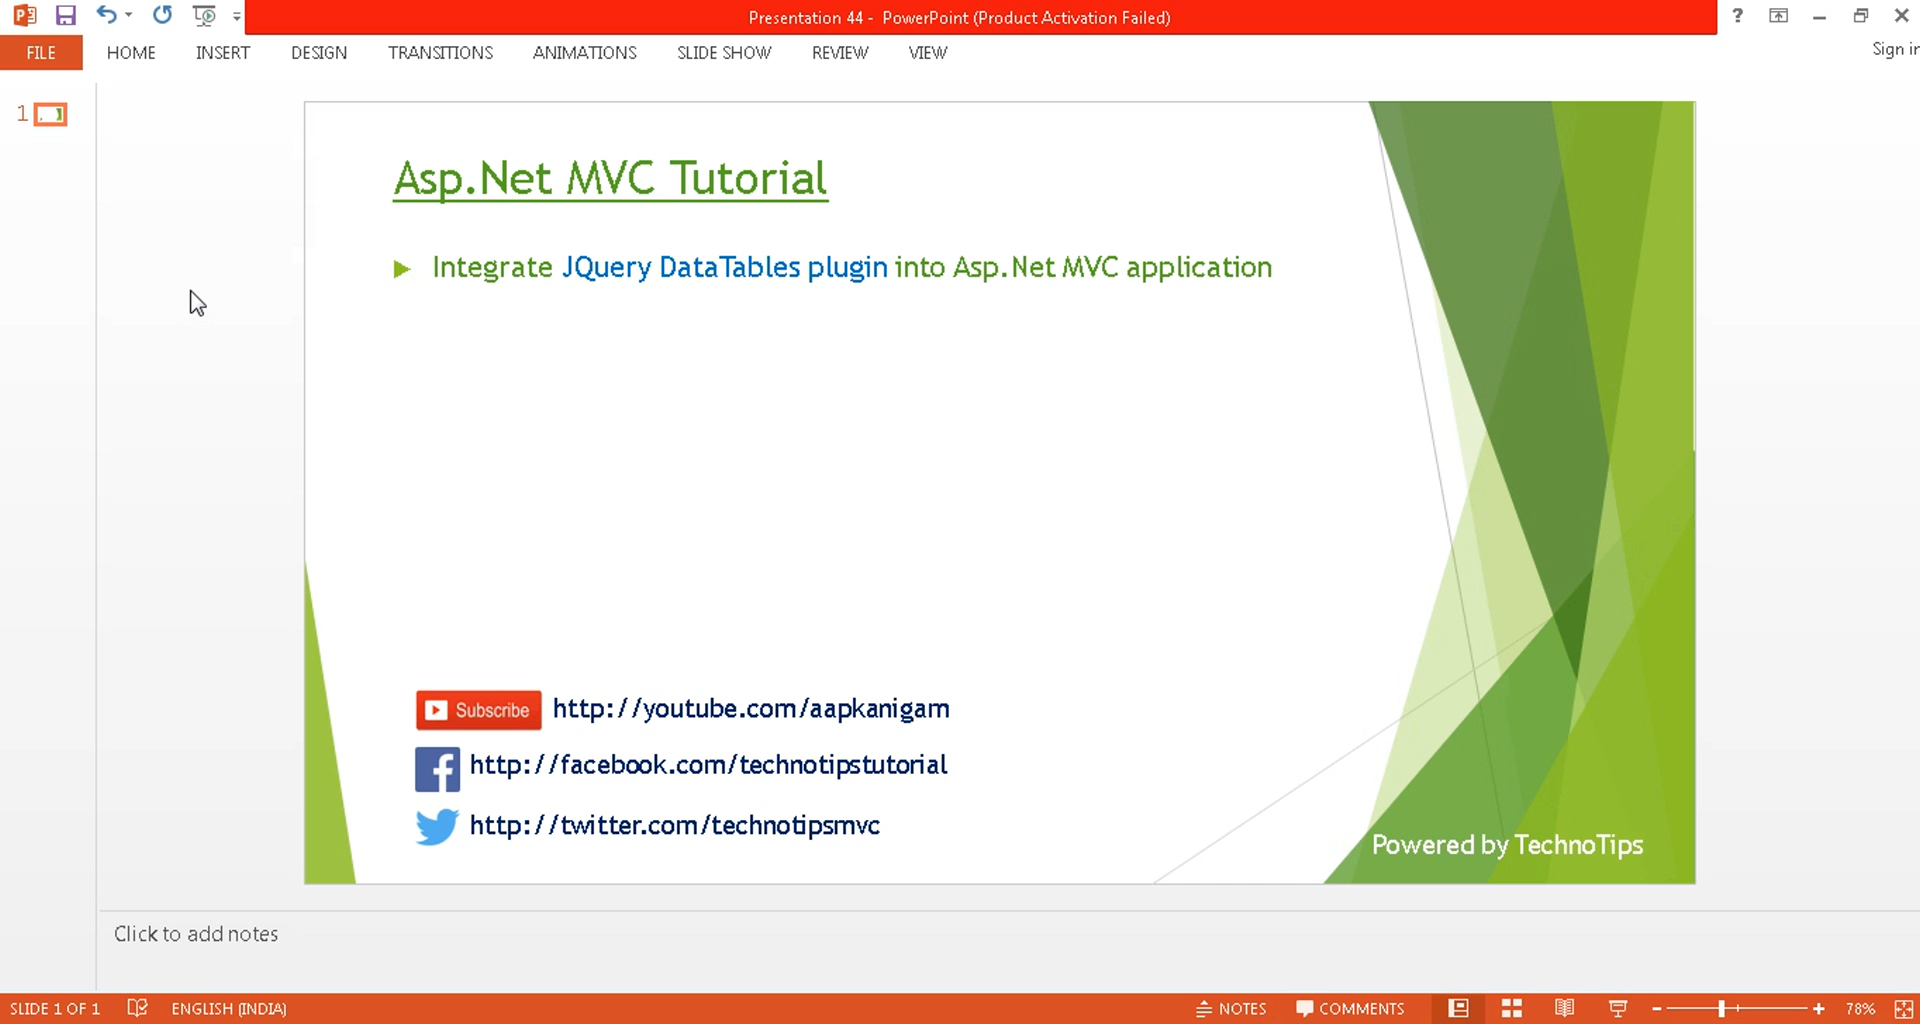 Presentation 44 - PowerPoint (Product Activation Failed)
?
FILE HOME INSERT DESIGN TRANSITIONS ANIMATIONS SLIDE SHOW REVIEW VIEW
Sign in
1
Asp.Net MVC Tutorial
Integrate JQuery DataTables plugin into Asp.Net MVC application
Subscribe http://youtube.com/aapkanigam
http://facebook.com/technotipstutorial
http://twitter.com/technotipsmvc
Powered by TechnoTips
Click to add notes
SLIDE 1 OF 1 ENGLISH (INDIA) NOTES COMMENTS 78%